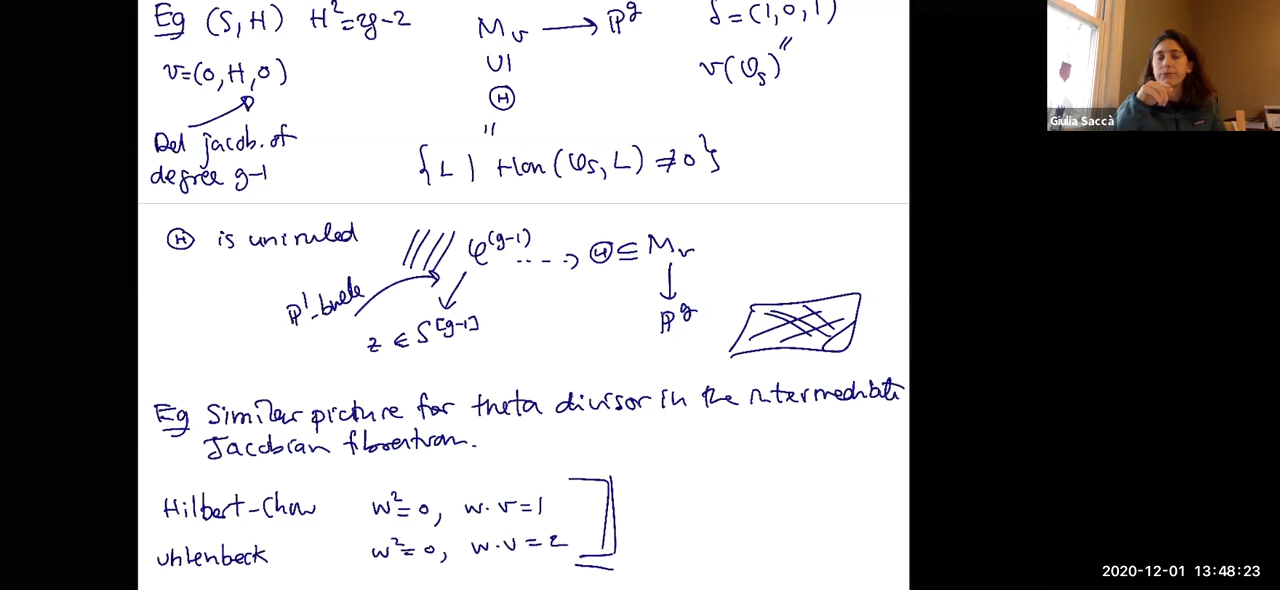 Eg (S, H) H²=2g-2 M_v → P^g δ=(1,0,1)
v=(0,H,0) ∪| v(O_S) "
Θ
"
jacob. of
degree g-1
{L | Hom(O_S, L) ≠ 0}
Θ is uniruled
C^(g-1) ⇢ Θ ⊆ M_v
P¹-bndle
z ∈ S^[g-1]
↓ P^g
Eg Similar picture for theta divisor in the intermediate
Jacobian fibration.
Hilbert-Chow w²=0, w·v=1
Uhlenbeck w²=0, w·v=2
Giulia Saccà
2020-12-01 13:48:23